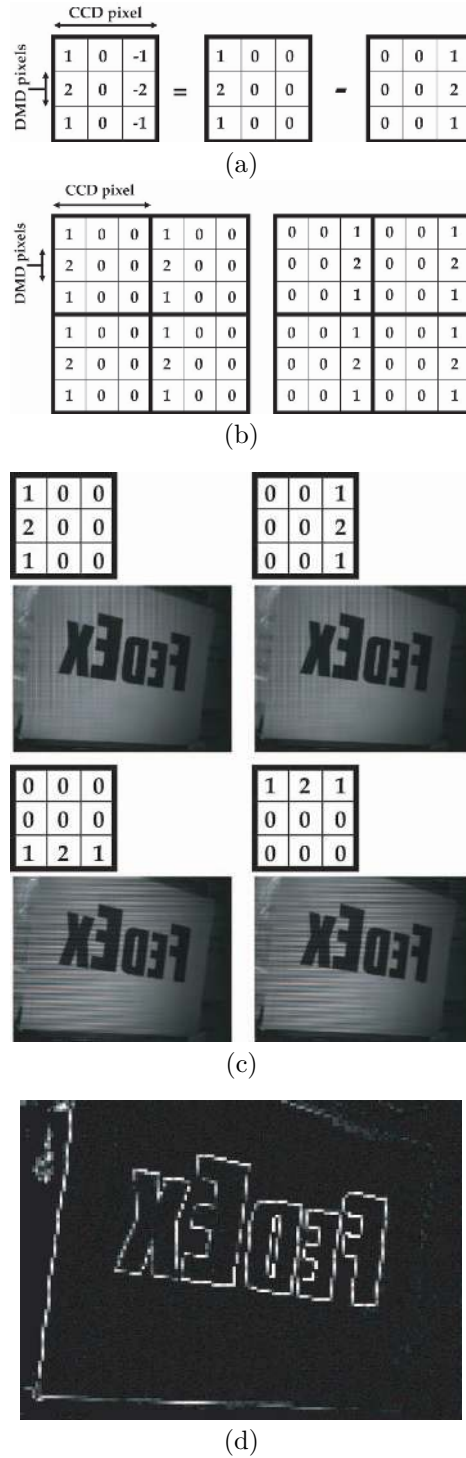 CCD pixel
DMD pixels
1 0 -1 1 0 0 0 0 1
2 0 -2 = 2 0 0 - 0 0 2
1 0 -1 1 0 0 0 0 1
(a)
CCD pixel
DMD pixels
1 0 0 1 0 0 0 0 1 0 0 1
2 0 0 2 0 0 0 0 2 0 0 2
1 0 0 1 0 0 0 0 1 0 0 1
1 0 0 1 0 0 0 0 1 0 0 1
2 0 0 2 0 0 0 0 2 0 0 2
1 0 0 1 0 0 0 0 1 0 0 1
(b)
1 0 0 0 0 1
2 0 0 0 0 2
1 0 0 0 0 1
FEDEX FEDEX
0 0 0 1 2 1
0 0 0 0 0 0
1 2 1 0 0 0
FEDEX FEDEX
(c)
FEDEX
(d)